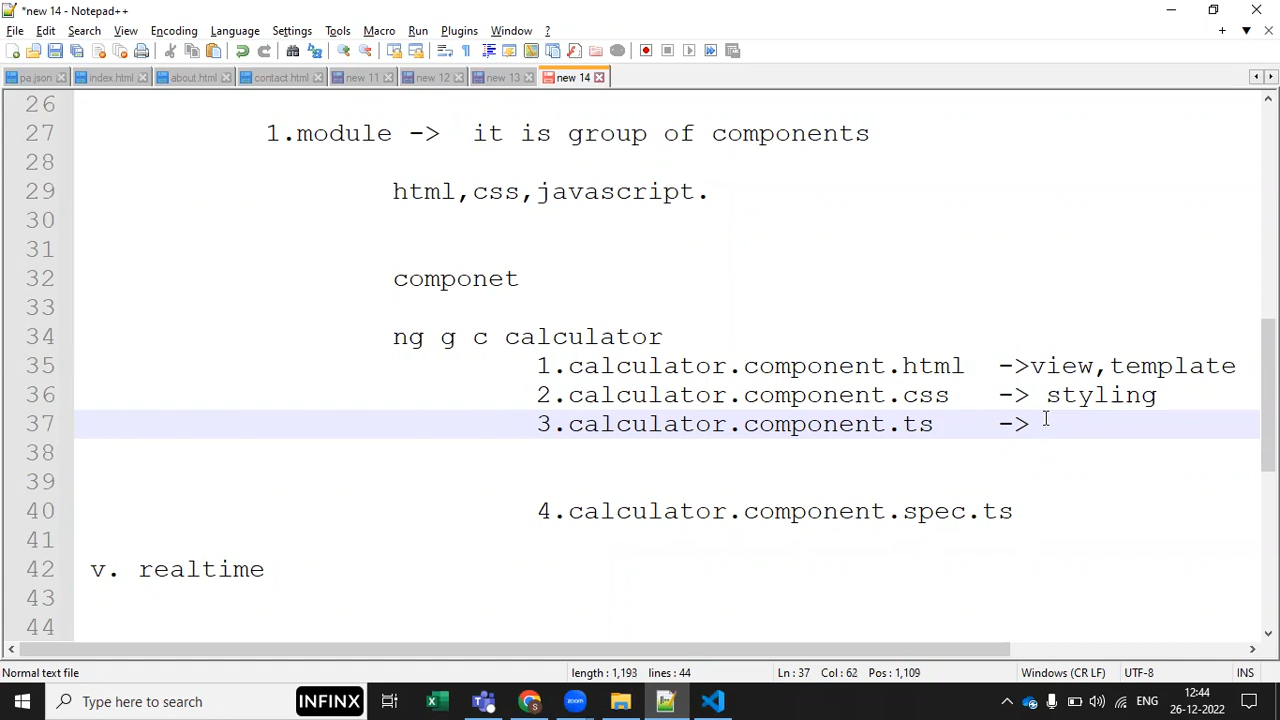 *new 14 - Notepad++
File Edit Search View Encoding Language Settings Tools Macro Run Plugins Window ?
pa.json index.html about.html contact.html new 11 new 12 new 13 new 14
26
27 1.module -> it is group of components
28
29 html,css,javascript.
30
31
32 componet
33
34 ng g c calculator
35 1.calculator.component.html ->view,template
36 2.calculator.component.css -> styling
37 3.calculator.component.ts ->
38
39
40 4.calculator.component.spec.ts
41
42 v. realtime
43
44
Normal text file length : 1,193 lines : 44 Ln : 37 Col : 62 Pos : 1,109 Windows (CR LF) UTF-8 INS
Type here to search INFINX zoom ENG 12:44
26-12-2022